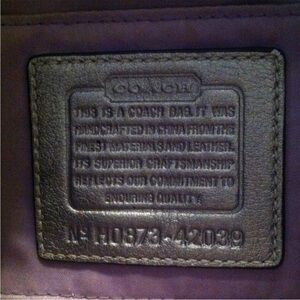 COACH
THIS IS A COACH BAG. IT WAS
HANDCRAFTED IN CHINA FROM THE
FINEST MATERIALS AND LEATHER.
ITS SUPERIOR CRAFTSMANSHIP
REFLECTS OUR COMMITMENT TO
ENDURING QUALITY.
Nº H0873-42039